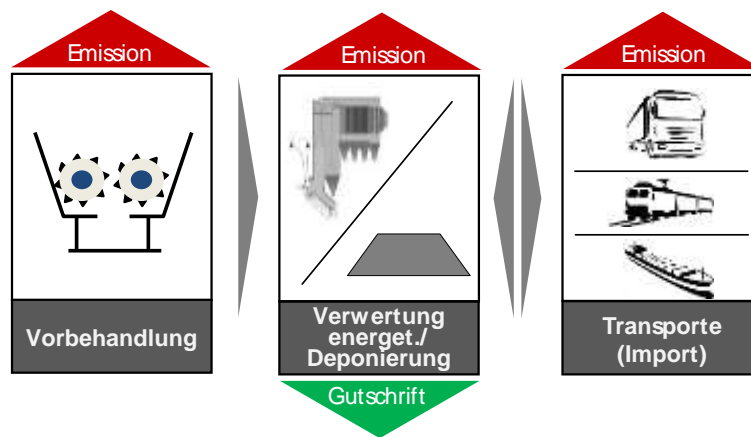 Emission
Emission
Emission
Vorbehandlung
Verwertung
energet./
Deponierung
Transporte
(Import)
Gutschrift